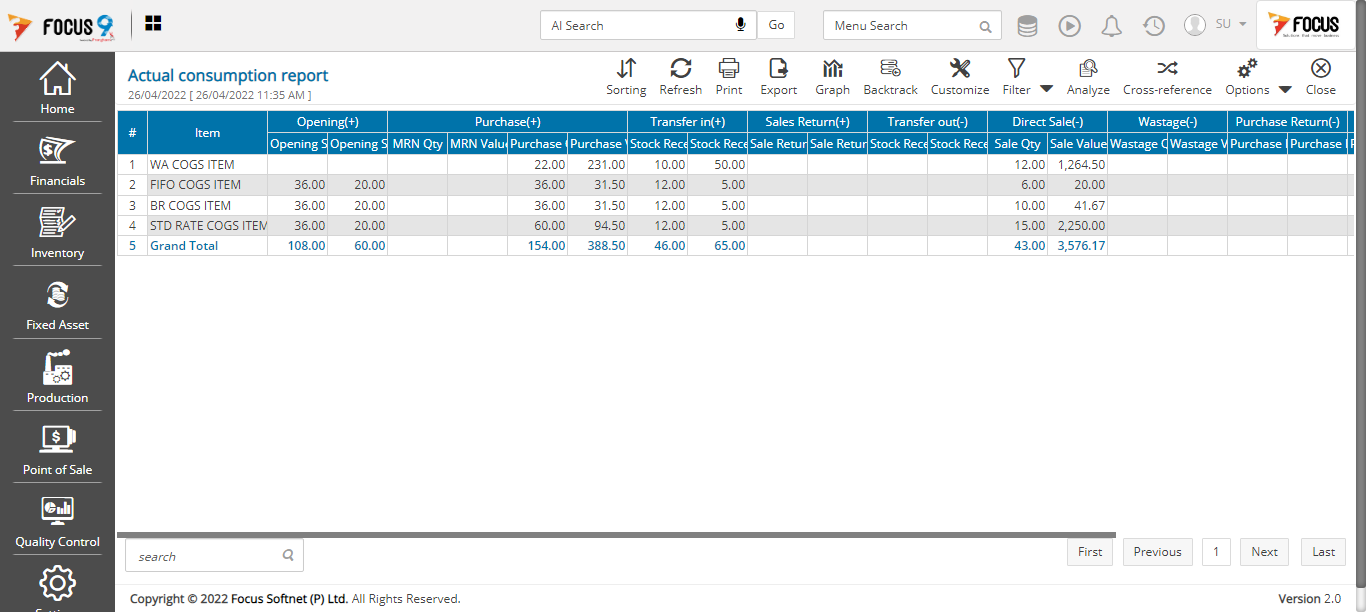 FOCUS 9
AI Search Go Menu Search SU FOCUS
Home
Financials
Inventory
Fixed Asset
Production
Point of Sale
Quality Control
Actual consumption report
26/04/2022 [ 26/04/2022 11:35 AM ]
Sorting Refresh Print Export Graph Backtrack Customize Filter Analyze Cross-reference Options Close
# Item Opening(+) Purchase(+) Transfer in(+) Sales Return(+) Transfer out(-) Direct Sale(-) Wastage(-) Purchase Return(-)
Opening S Opening S MRN Qty MRN Valu Purchase Purchase Stock Rece Stock Rece Sale Retur Sale Retur Stock Rece Stock Rece Sale Qty Sale Value Wastage Wastage Purchase Purchase
1 WA COGS ITEM 22.00 231.00 10.00 50.00 12.00 1,264.50
2 FIFO COGS ITEM 36.00 20.00 36.00 31.50 12.00 5.00 6.00 20.00
3 BR COGS ITEM 36.00 20.00 36.00 31.50 12.00 5.00 10.00 41.67
4 STD RATE COGS ITEM 36.00 20.00 60.00 94.50 12.00 5.00 15.00 2,250.00
5 Grand Total 108.00 60.00 154.00 388.50 46.00 65.00 43.00 3,576.17
search First Previous 1 Next Last
Copyright © 2022 Focus Softnet (P) Ltd. All Rights Reserved. Version 2.0